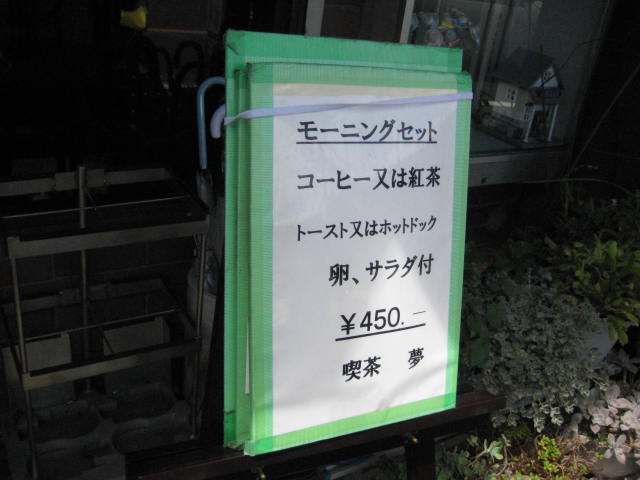 モーニングセット
コーヒー又は紅茶
トースト又はホットドック
卵、サラダ付
￥450.－
喫茶　夢